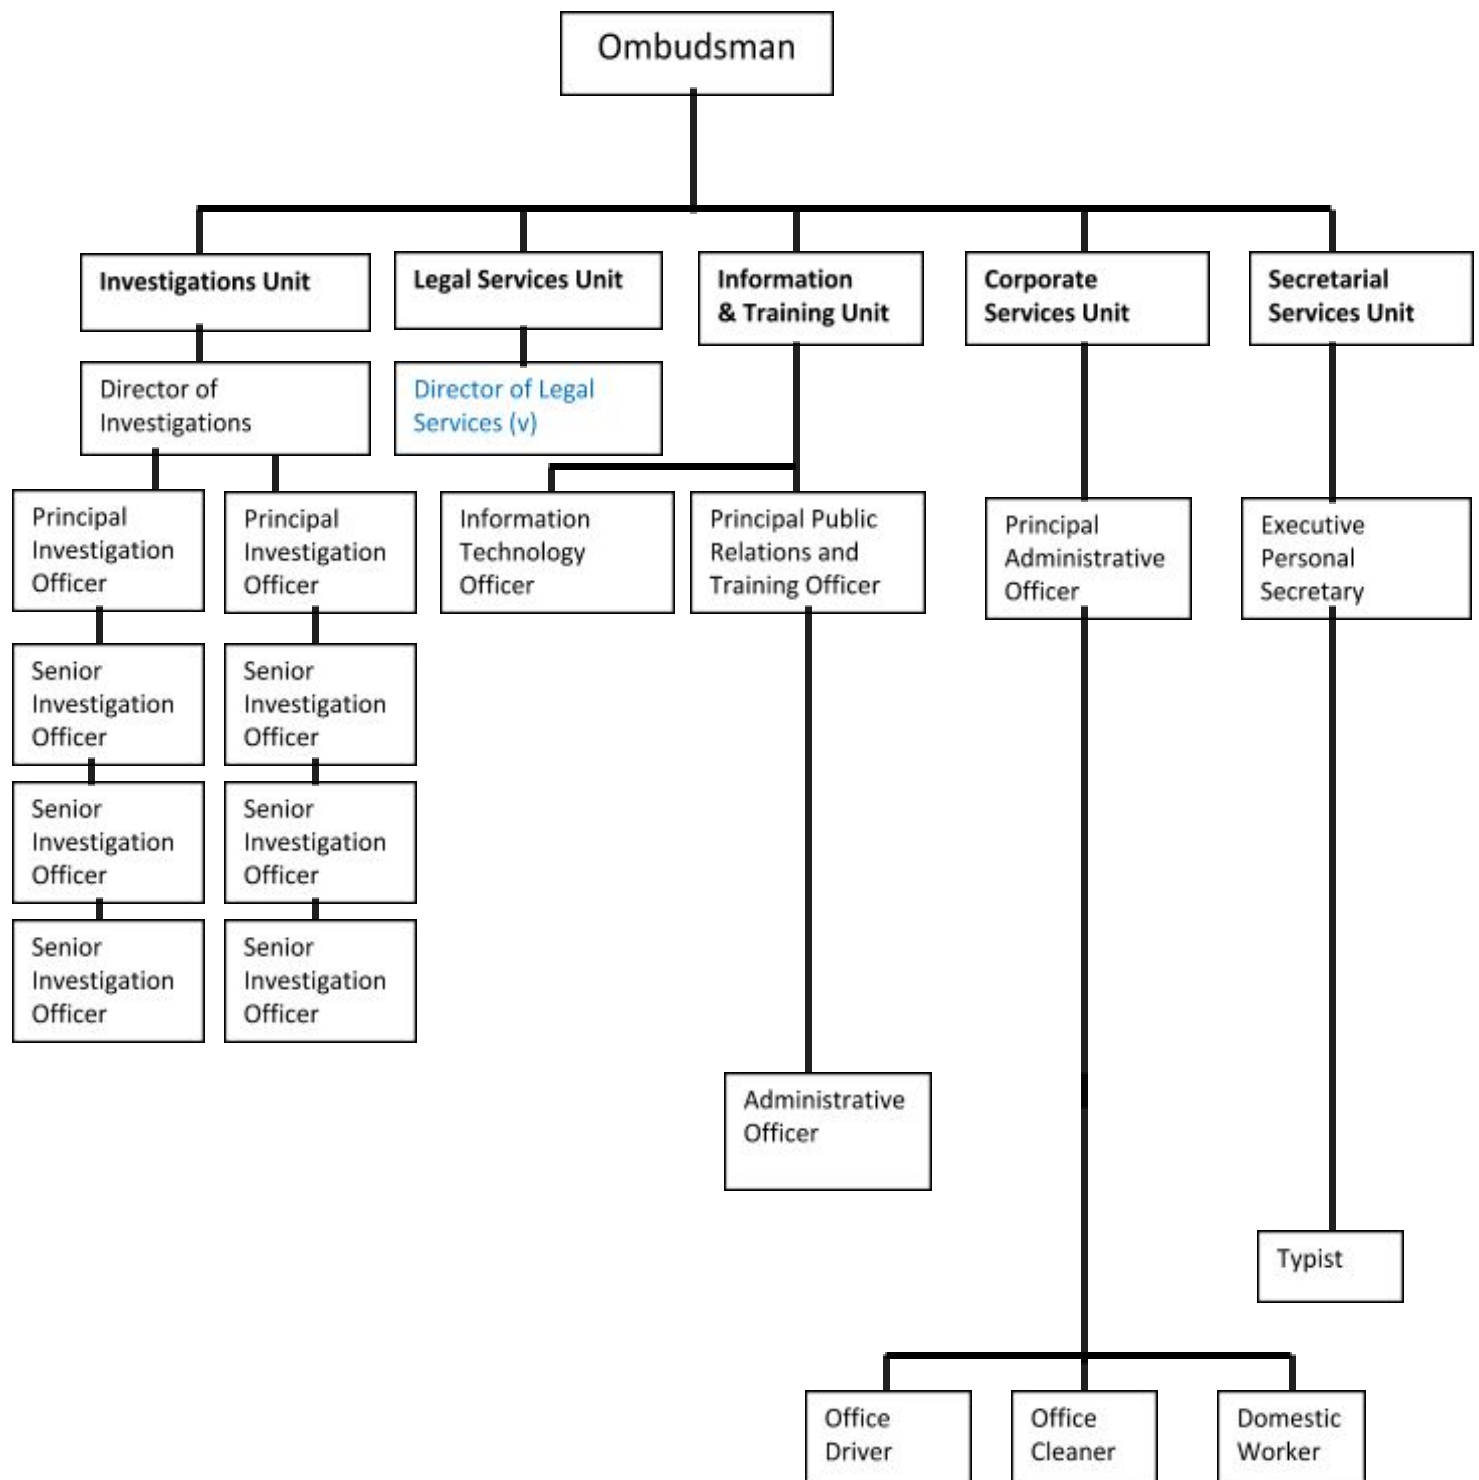 Ombudsman
Investigations Unit
Legal Services Unit
Information
& Training Unit
Corporate
Services Unit
Secretarial
Services Unit
Director of
Investigations
Director of Legal
Services (v)
Principal
Investigation
Officer
Principal
Investigation
Officer
Information
Technology
Officer
Principal Public
Relations and
Training Officer
Principal
Administrative
Officer
Executive
Personal
Secretary
Senior
Investigation
Officer
Senior
Investigation
Officer
Senior
Investigation
Officer
Senior
Investigation
Officer
Senior
Investigation
Officer
Senior
Investigation
Officer
Administrative
Officer
Typist
Office
Driver
Office
Cleaner
Domestic
Worker